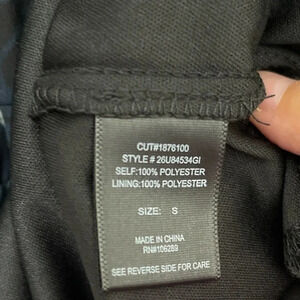 CUT#1876100
STYLE # 26U84534GI
SELF:100% POLYESTER
LINING:100% POLYESTER
SIZE: S
MADE IN CHINA
RN#106289
SEE REVERSE SIDE FOR CARE